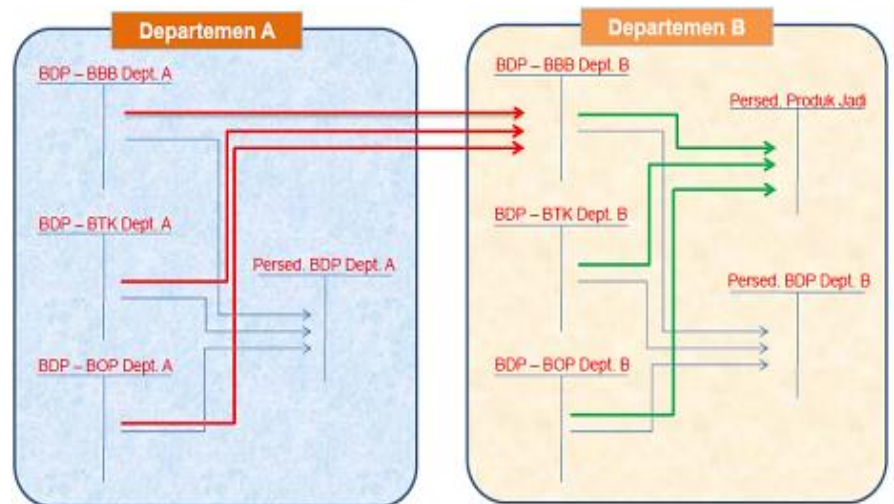 Departemen A
BDP – BBB Dept. A
BDP – BTK Dept. A
Persed. BDP Dept. A
BDP – BOP Dept. A
Departemen B
BDP – BBB Dept. B
Persed. Produk Jadi
BDP – BTK Dept. B
Persed. BDP Dept. B
BDP – BOP Dept. B